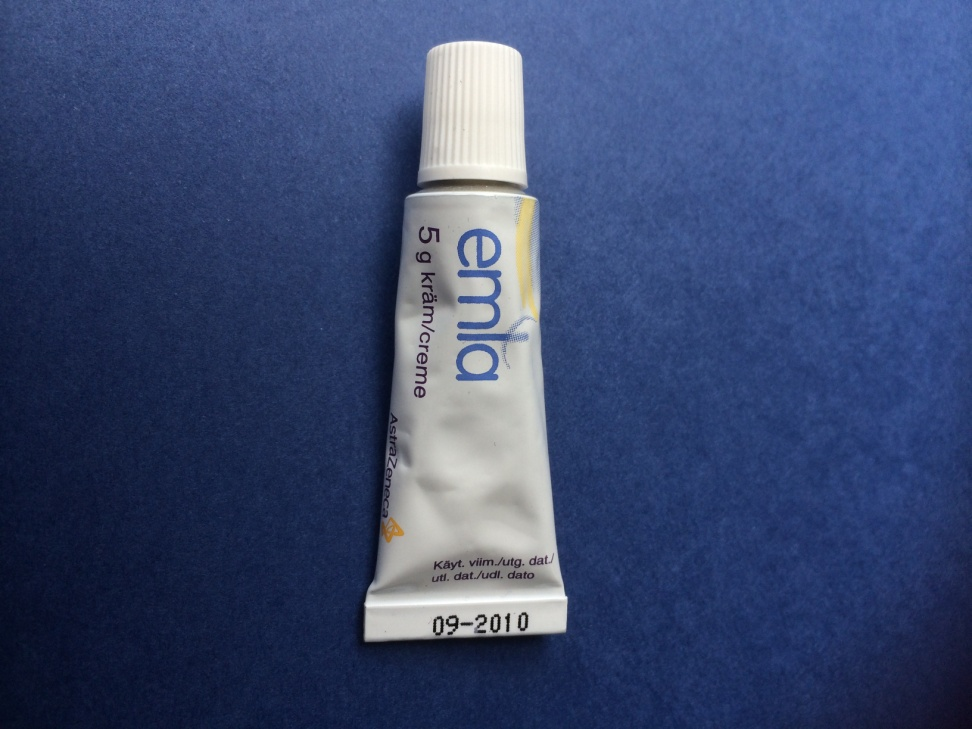 emla
5 g kräm/creme
AstraZeneca
Käyt. viim./utg. dat./
utl. dat./udl. dato
09-2010